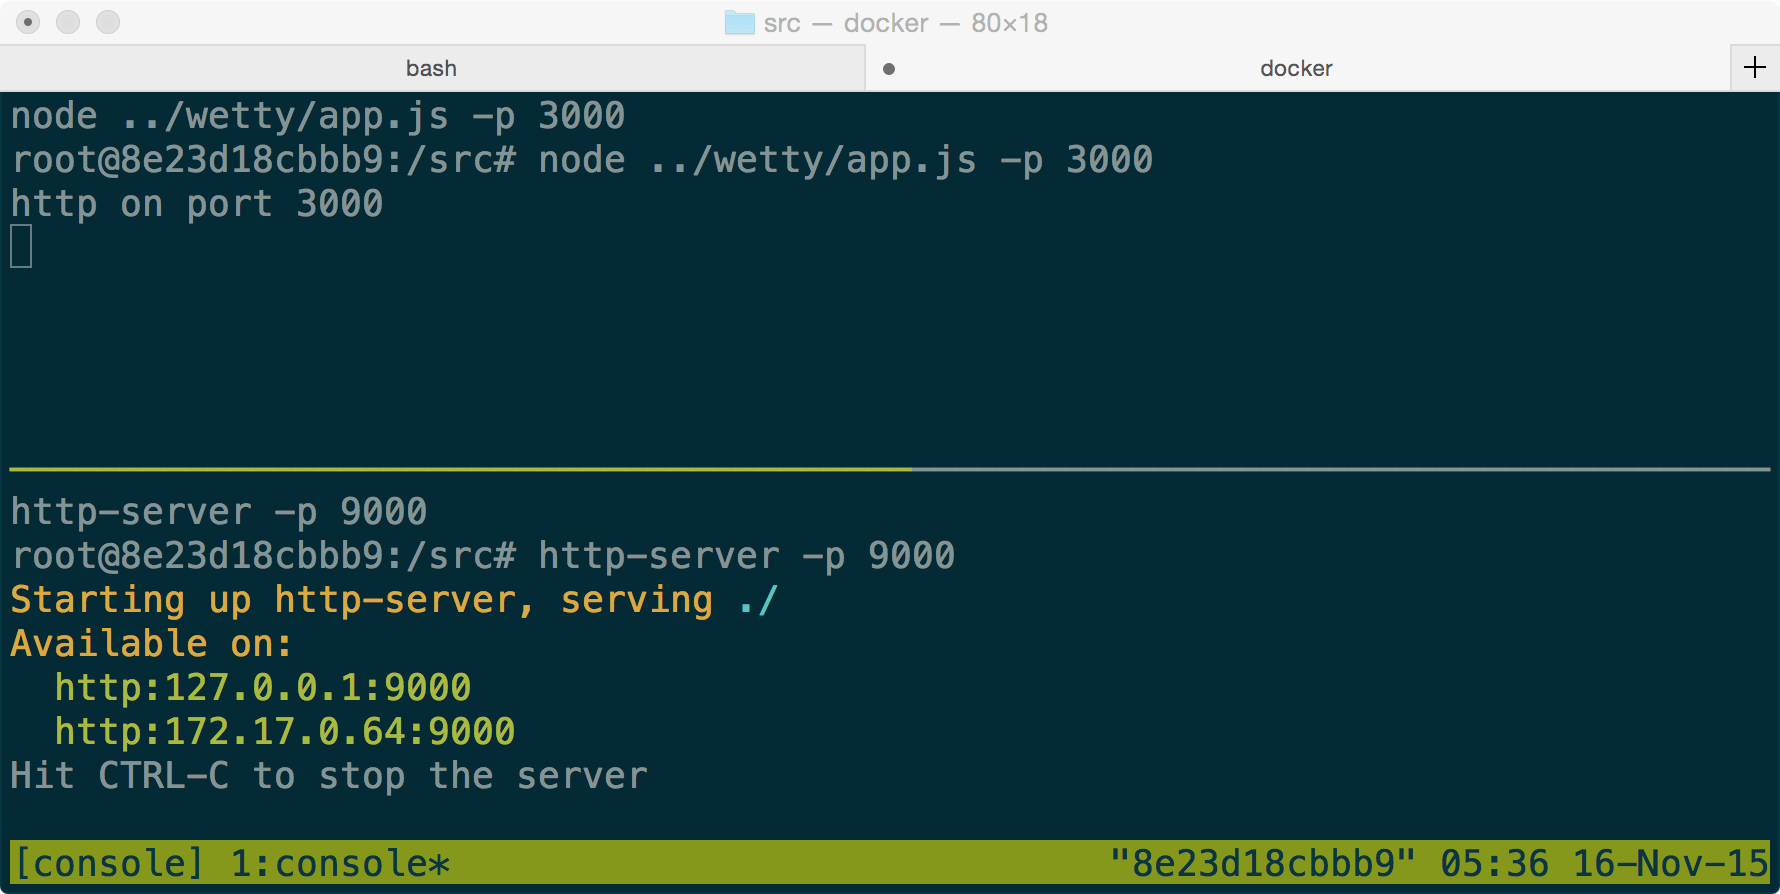 src — docker — 80×18
bash
docker
node ../wetty/app.js -p 3000
root@8e23d18cbbb9:/src# node ../wetty/app.js -p 3000
http on port 3000
http-server -p 9000
root@8e23d18cbbb9:/src# http-server -p 9000
Starting up http-server, serving ./
Available on:
  http:127.0.0.1:9000
  http:172.17.0.64:9000
Hit CTRL-C to stop the server
[console] 1:console* "8e23d18cbbb9" 05:36 16-Nov-15